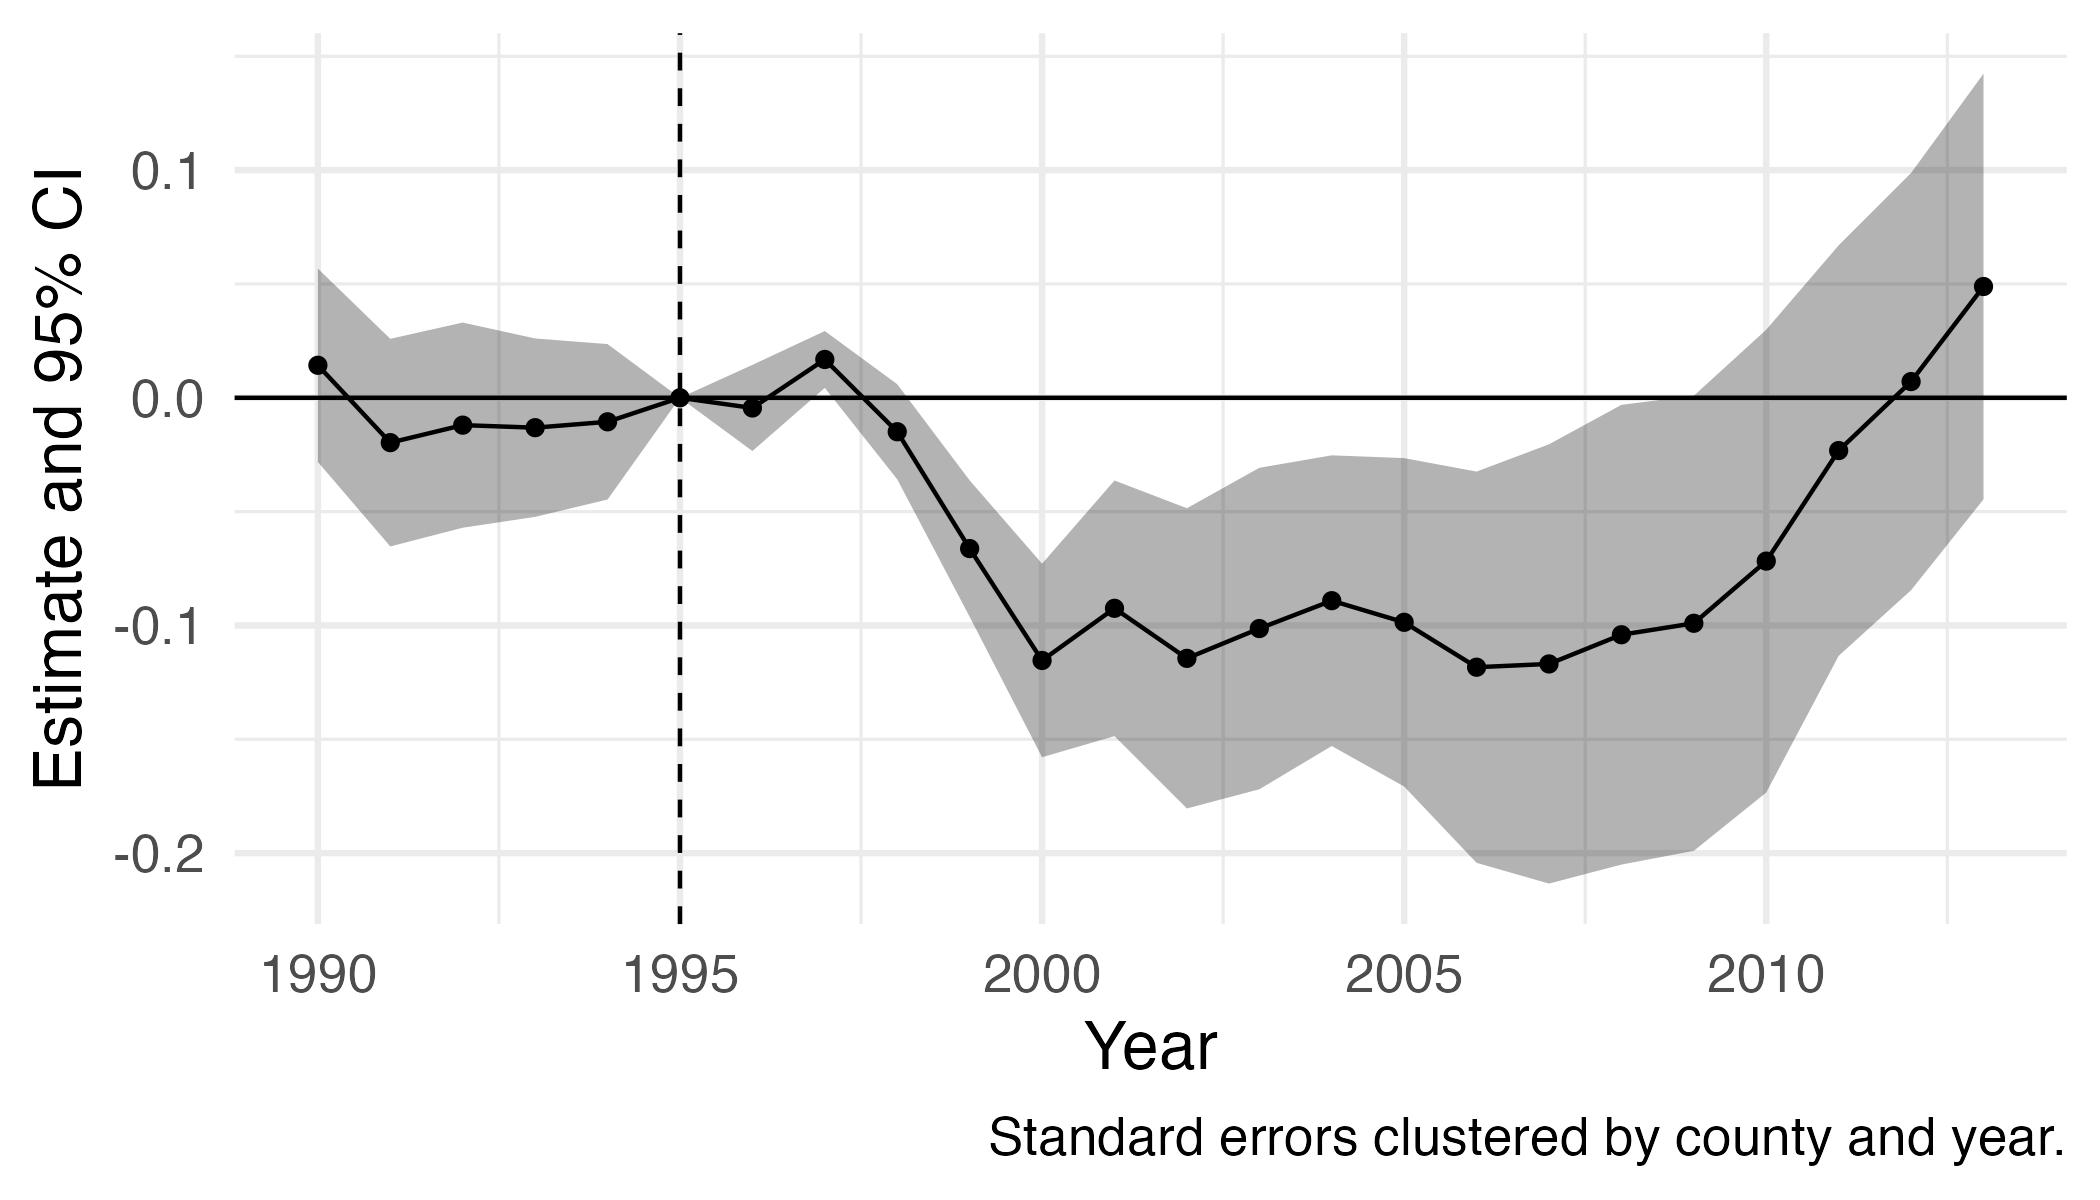 Estimate and 95% CI
0.1
0.0
-0.1
-0.2
1990 1995 2000 2005 2010
Year
Standard errors clustered by county and year.